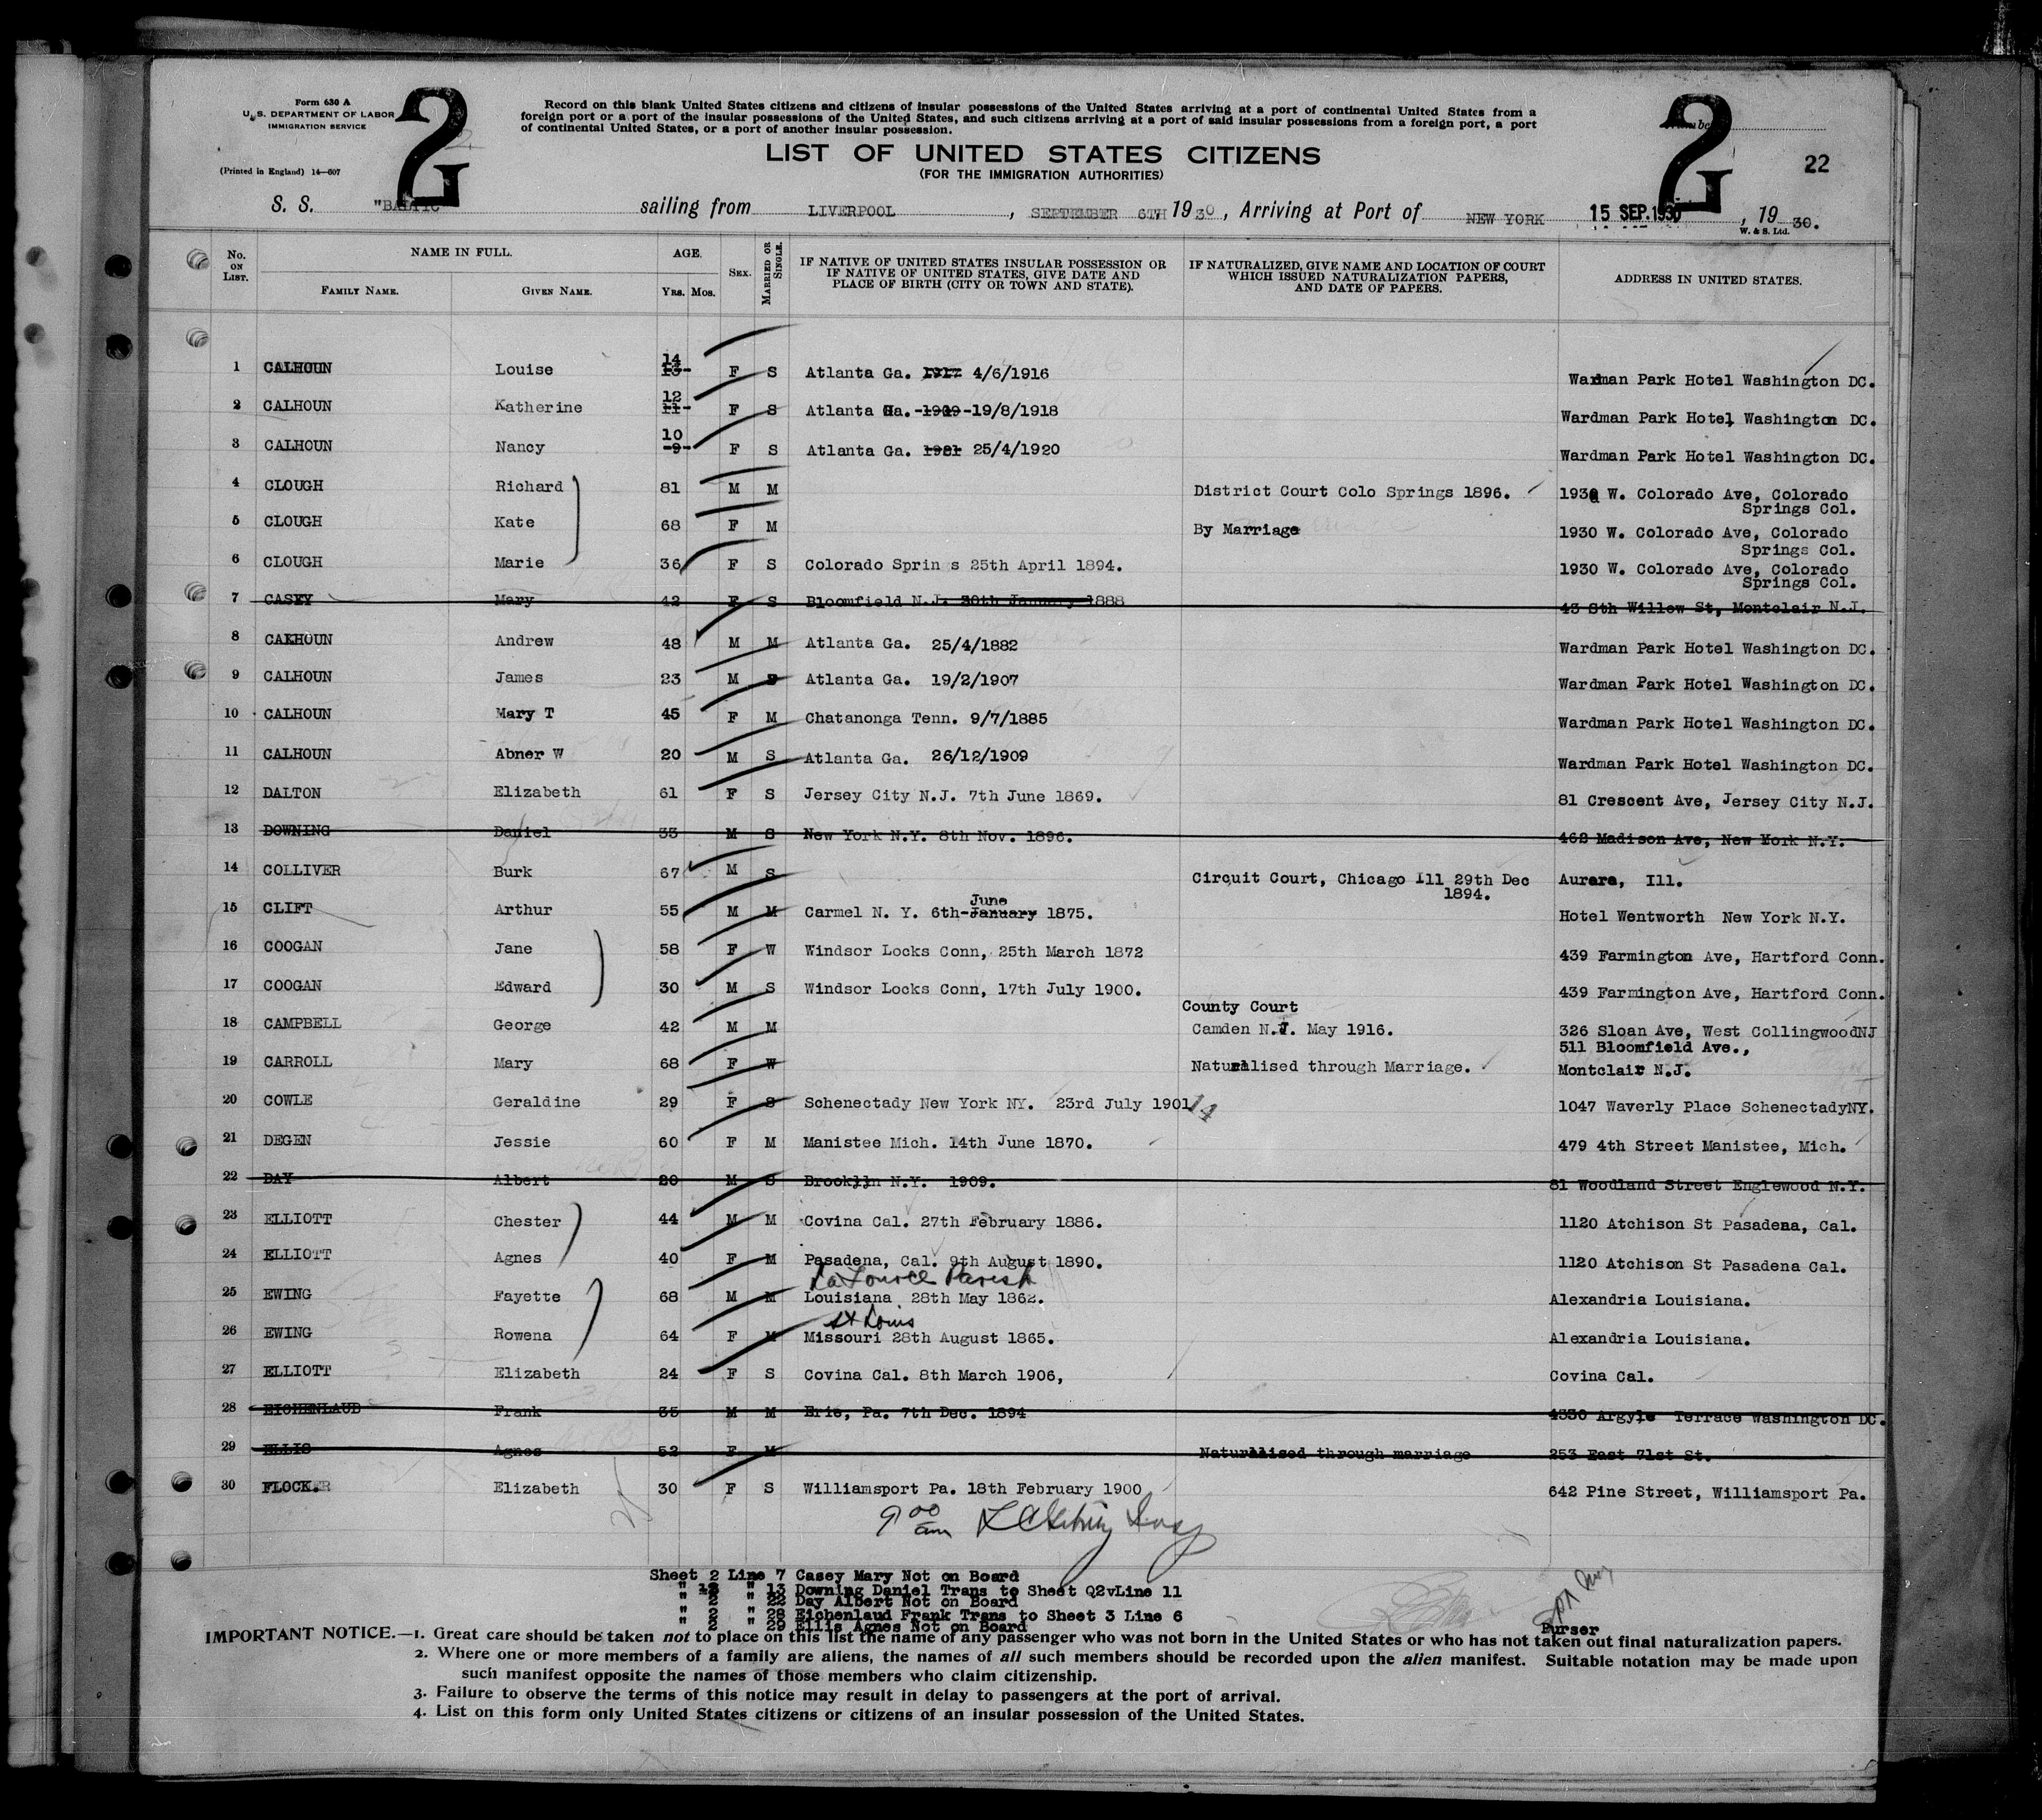 Form 630 A
U. S. DEPARTMENT OF LABOR
IMMIGRATION SERVICE
(Printed in England) 14—607
2
2
22
Record on this blank United States citizens and citizens of insular possessions of the United States arriving at a port of continental United States from a
foreign port or a port of the insular possessions of the United States, and such citizens arriving at a port of said insular possessions from a foreign port, a port
of continental United States, or a port of another insular possession.
LIST OF UNITED STATES CITIZENS
(FOR THE IMMIGRATION AUTHORITIES)
S. S. "BALTIC" sailing from LIVERPOOL, SEPTEMBER 6TH 1930, Arriving at Port of NEW YORK 15 SEP.1930, 1930.
W. & S. Ltd.
No. ON LIST. NAME IN FULL. FAMILY NAME. GIVEN NAME. AGE. Yrs. Mos. SEX. MARRIED OR SINGLE. IF NATIVE OF UNITED STATES INSULAR POSSESSION OR IF NATIVE OF UNITED STATES, GIVE DATE AND PLACE OF BIRTH (CITY OR TOWN AND STATE). IF NATURALIZED, GIVE NAME AND LOCATION OF COURT WHICH ISSUED NATURALIZATION PAPERS, AND DATE OF PAPERS. ADDRESS IN UNITED STATES.
1 CALHOUN Louise 14 13 F S Atlanta Ga. 1917 4/6/1916 Wardman Park Hotel Washington DC.
2 CALHOUN Katherine 12 11 F S Atlanta Ga. -1919-19/8/1918 Wardman Park Hotel Washington DC.
3 CALHOUN Nancy 10 -9- F S Atlanta Ga. 1921 25/4/1920 Wardman Park Hotel Washington DC.
4 CLOUGH Richard 81 M M District Court Colo Springs 1896. 1930 W. Colorado Ave, Colorado Springs Col.
5 CLOUGH Kate 68 F M By Marriage 1930 W. Colorado Ave, Colorado Springs Col.
6 CLOUGH Marie 36 F S Colorado Sprin s 25th April 1894. 1930 W. Colorado Ave, Colorado Springs Col.
7 CASEY Mary 42 F S Bloomfield N.J. 30th January 1888 43 Sth Willow St, Montclair N.J.
8 CALHOUN Andrew 48 M M Atlanta Ga. 25/4/1882 Wardman Park Hotel Washington DC.
9 CALHOUN James 23 M S Atlanta Ga. 19/2/1907 Wardman Park Hotel Washington DC.
10 CALHOUN Mary T 45 F M Chatanonga Tenn. 9/7/1885 Wardman Park Hotel Washington DC.
11 CALHOUN Abner W 20 M S Atlanta Ga. 26/12/1909 Wardman Park Hotel Washington DC.
12 DALTON Elizabeth 61 F S Jersey City N.J. 7th June 1869. 81 Crescent Ave, Jersey City N.J.
13 DOWNING Daniel 33 M S New York N.Y. 8th Nov. 1896. 462 Madison Ave, New York N.Y.
14 COLLIVER Burk 67 M S Circuit Court, Chicago Ill 29th Dec 1894. Aurora, Ill.
15 CLIFT Arthur 55 M M Carmel N. Y. 6th-January June 1875. Hotel Wentworth New York N.Y.
16 COOGAN Jane 58 F W Windsor Locks Conn, 25th March 1872 439 Farmington Ave, Hartford Conn.
17 COOGAN Edward 30 M S Windsor Locks Conn, 17th July 1900. 439 Farmington Ave, Hartford Conn.
18 CAMPBELL George 42 M M County Court Camden N.J. May 1916. 326 Sloan Ave, West CollingwoodNJ
19 CARROLL Mary 68 F W Naturalised through Marriage. 511 Bloomfield Ave., Montclair N.J.
20 COWLE Geraldine 29 F S Schenectady New York NY. 23rd July 1901 1047 Waverly Place SchenectadyNY.
21 DEGEN Jessie 60 F M Manistee Mich. 14th June 1870. 479 4th Street Manistee, Mich.
22 DAY Albert 20 M S Brooklln N.Y. 1909. 81 Woodland Street Englewood N.Y.
23 ELLIOTT Chester 44 M M Covina Cal. 27th February 1886. 1120 Atchison St Pasadena, Cal.
24 ELLIOTT Agnes 40 F M Pasadena, Cal. 9th August 1890. 1120 Atchison St Pasadena Cal.
25 EWING Fayette 68 M M La Fource Parish Louisiana 28th May 1862. Alexandria Louisiana.
26 EWING Rowena 64 F M St Louis Missouri 28th August 1865. Alexandria Louisiana.
27 ELLIOTT Elizabeth 24 F S Covina Cal. 8th March 1906, Covina Cal.
28 EICHENLAUD Frank 35 M M Erie, Pa. 7th Dec. 1894 4330 Argyle Terrace Washington DC.
29 ELLIS Agnes 52 F M Naturalised through marriage 253 East 71st St.
30 FLOCKER Elizabeth 30 F S Williamsport Pa. 18th February 1900 642 Pine Street, Williamsport Pa.
9 00 am
Sheet 2 Line 7 Casey Mary Not on Board
" 2 " 13 Downing Daniel Trans to Sheet Q2vLine 11
" 2 " 22 Day Albert Not on Board
" 2 " 28 Eichenlaud Frank Trans to Sheet 3 Line 6
" 2 " 29 Ellis Agnes Not on Board
Purser
IMPORTANT NOTICE.—1. Great care should be taken not to place on this list the name of any passenger who was not born in the United States or who has not taken out final naturalization papers.
2. Where one or more members of a family are aliens, the names of all such members should be recorded upon the alien manifest. Suitable notation may be made upon
such manifest opposite the names of those members who claim citizenship.
3. Failure to observe the terms of this notice may result in delay to passengers at the port of arrival.
4. List on this form only United States citizens or citizens of an insular possession of the United States.